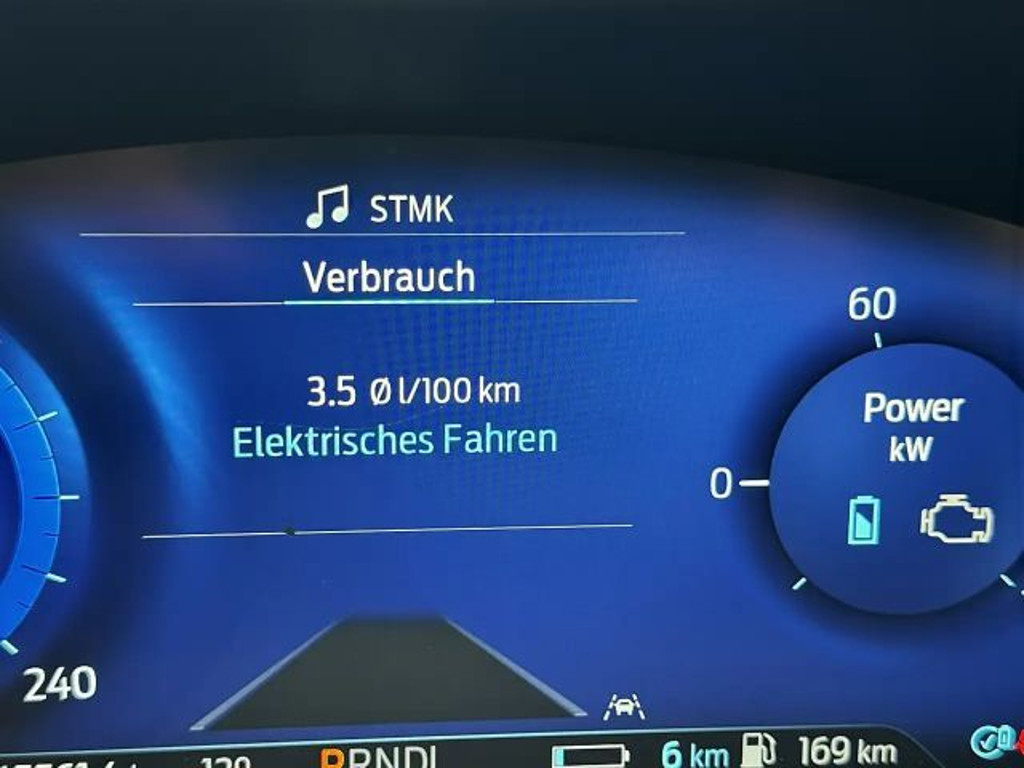 STMK
Verbrauch
60
3.5 Ø l/100 km
Elektrisches Fahren
Power
kW
0
240
PRNDL
6 km
169 km